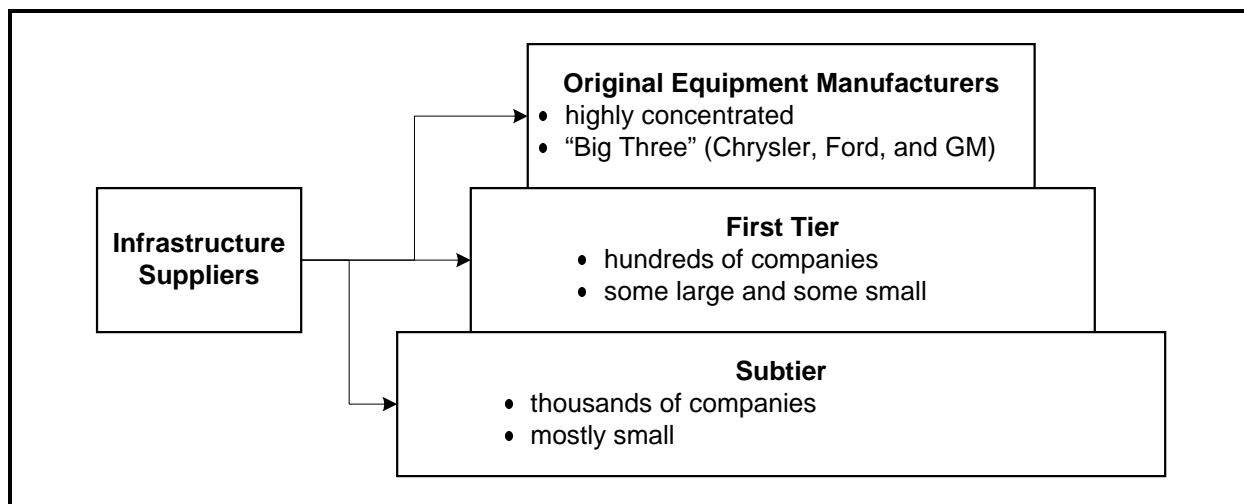 Original Equipment Manufacturers
• highly concentrated
• “Big Three” (Chrysler, Ford, and GM)
Infrastructure
Suppliers
First Tier
• hundreds of companies
• some large and some small
Subtier
• thousands of companies
• mostly small